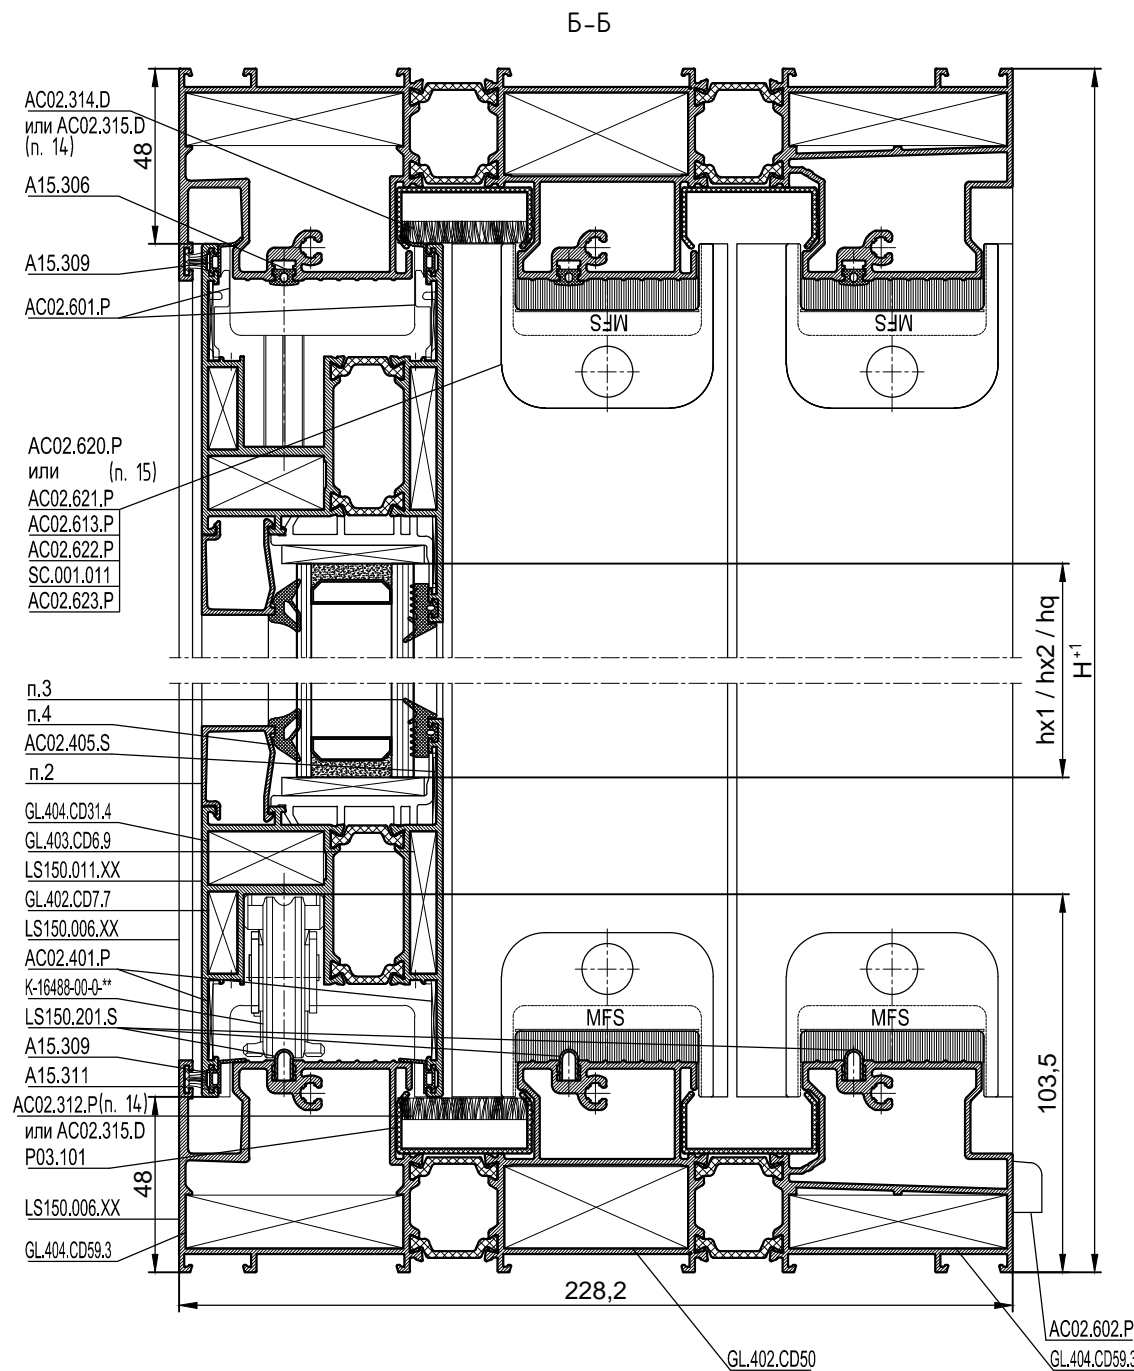 Б-Б
AC02.314.D
или AC02.315.D
(п. 14)
A15.306
A15.309
AC02.601.P
48
MFS
MFS
AC02.620.P
или (п. 15)
AC02.621.P
AC02.613.P
AC02.622.P
SC.001.011
AC02.623.P
hx1 / hx2 / hq
H+1
п.3
п.4
AC02.405.S
п.2
GL.404.CD31.4
GL.403.CD6.9
LS150.011.XX
GL.402.CD7.7
LS150.006.XX
AC02.401.P
K-16488-00-0-**
LS150.201.S
A15.309
A15.311
AC02.312.P(п. 14)
или AC02.315.D
P03.101
LS150.006.XX
GL.404.CD59.3
MFS
MFS
103,5
48
228,2
AC02.602.P
GL.402.CD50
GL.404.CD59.3